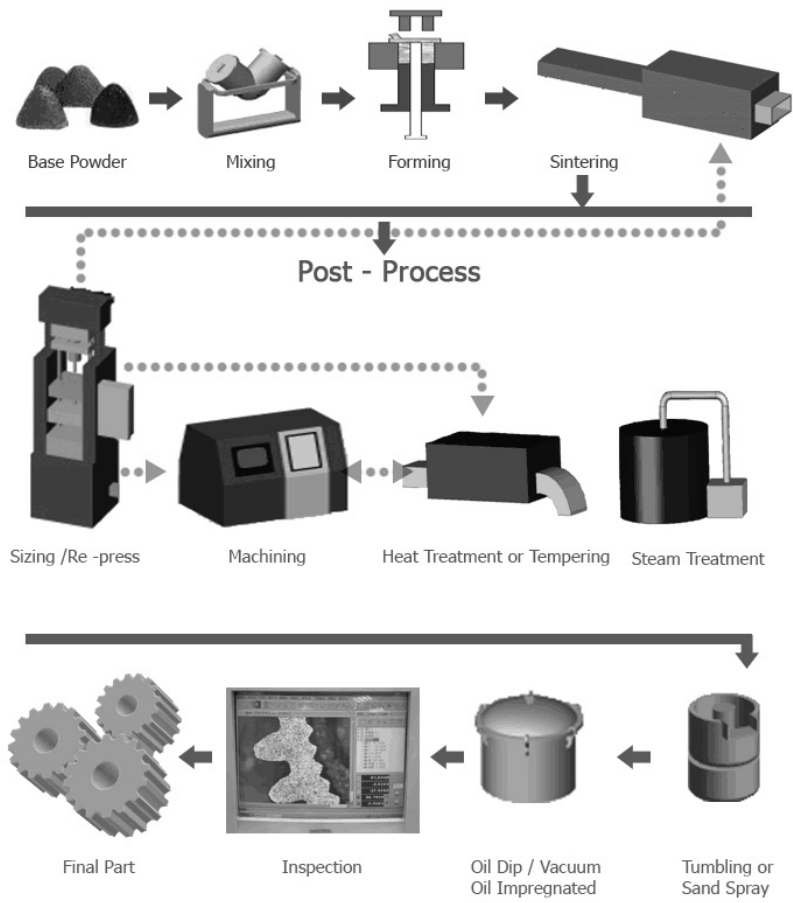 Base Powder
Mixing
Forming
Sintering
Post - Process
Sizing /Re -press
Machining
Heat Treatment or Tempering
Steam Treatment
Final Part
Inspection
Oil Dip / Vacuum
Oil Impregnated
Tumbling or
Sand Spray